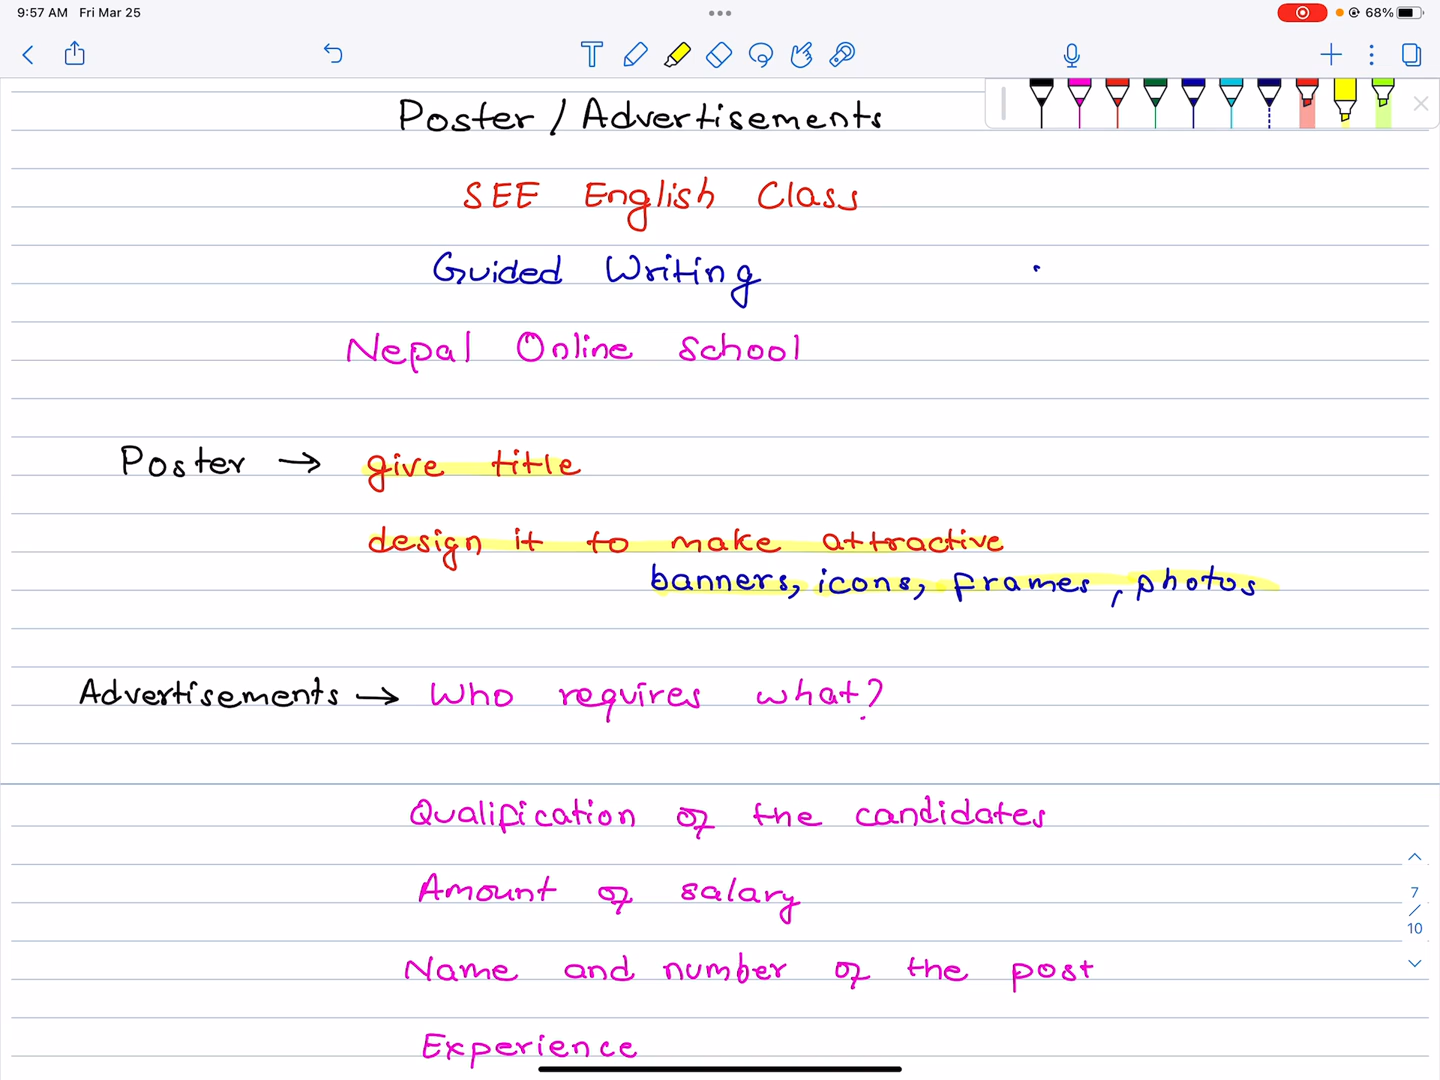 9:57 AM Fri Mar 25
68%
Poster / Advertisements
SEE English Class
Guided Writing
Nepal Online School
Poster → give title
design it to make attractive
banners, icons, frames, photos
Advertisements → Who requires what?
Qualification of the candidates
Amount of salary
Name and number of the post
Experience
7
/
10